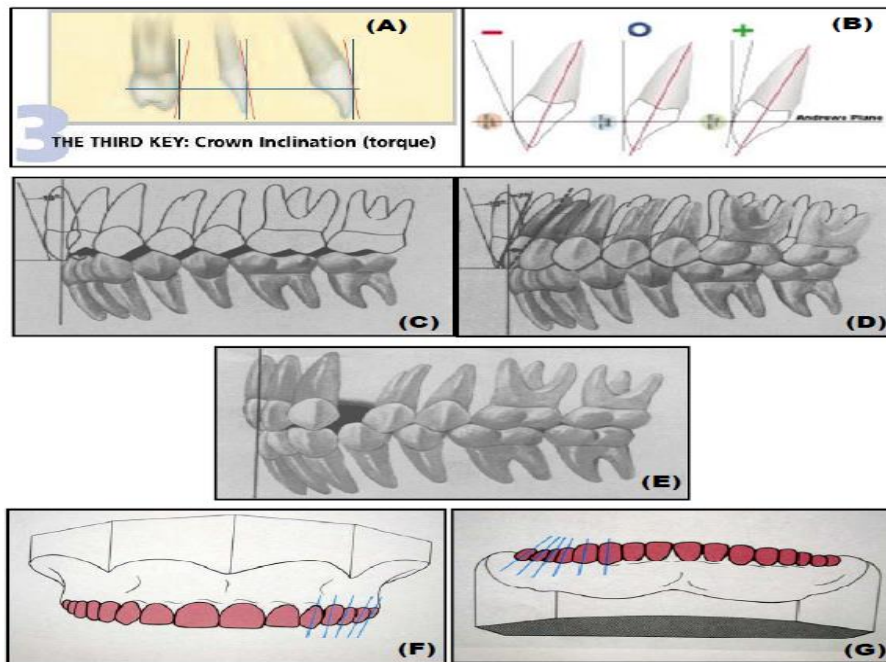 (A)
3
THE THIRD KEY: Crown Inclination (torque)
(B)
Andrews Plane
(C)
(D)
(E)
(F)
(G)